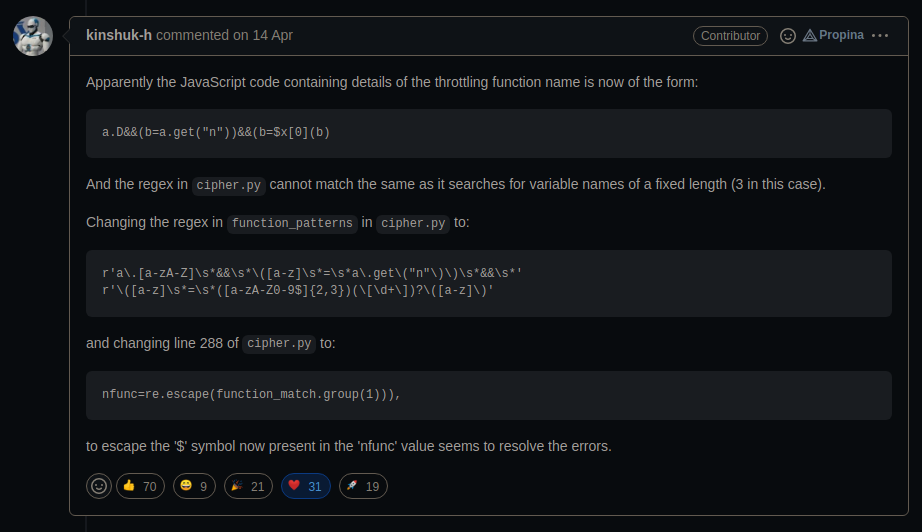 kinshuk-h commented on 14 Apr
Contributor
Propina
Apparently the JavaScript code containing details of the throttling function name is now of the form:
a.D&&(b=a.get("n"))&&(b=$x[0](b)
And the regex in cipher.py cannot match the same as it searches for variable names of a fixed length (3 in this case).
Changing the regex in function_patterns in cipher.py to:
r'a\.[a-zA-Z]\s*&&\s*\([a-z]\s*=\s*a\.get\("n"\)\)\s*&&\s*'
r'\([a-z]\s*=\s*([a-zA-Z0-9$]{2,3})(\[\d+\])?\([a-z]\)'
and changing line 288 of cipher.py to:
nfunc=re.escape(function_match.group(1))),
to escape the '$' symbol now present in the 'nfunc' value seems to resolve the errors.
👍 70 😀 9 🎉 21 ❤️ 31 🚀 19